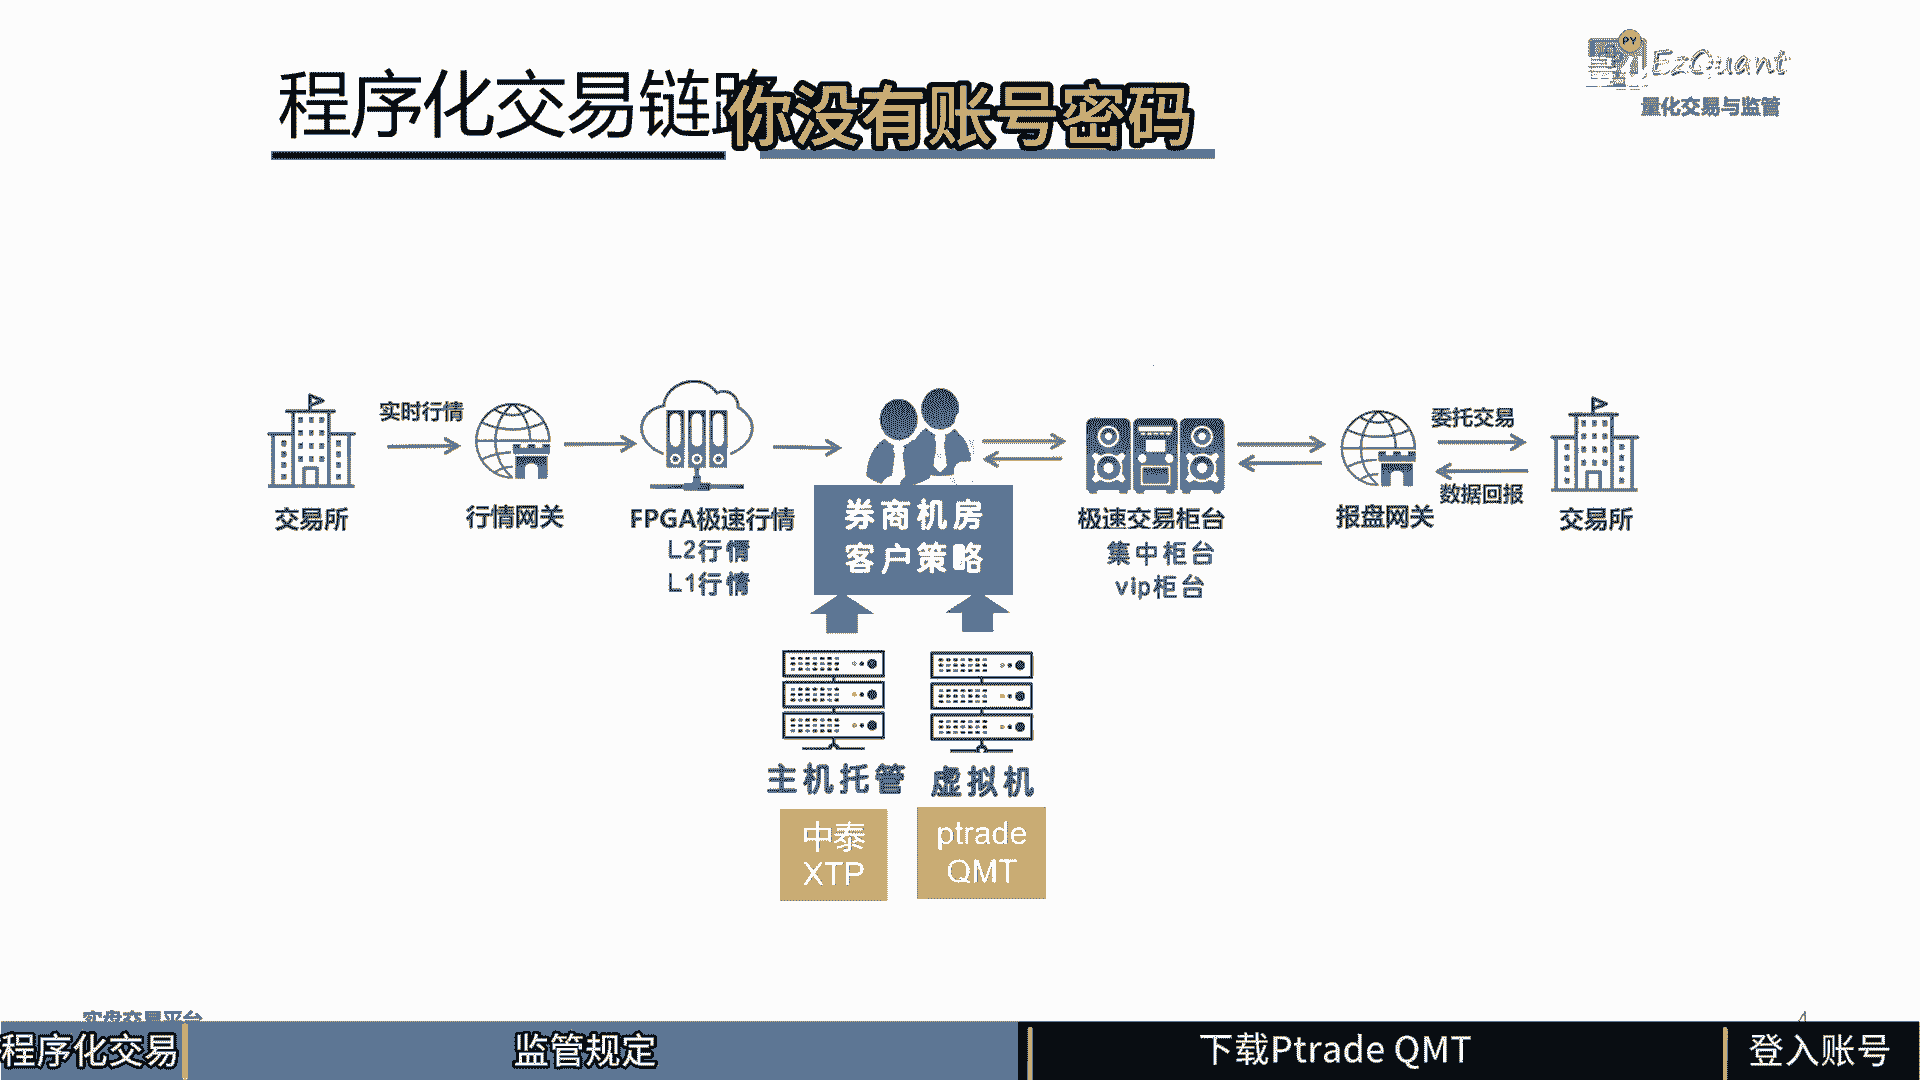 程序化交易链路
你没有账号密码
PY
EzQuant
量化交易与监管
实时行情
委托交易
数据回报
交易所
行情网关
FPGA极速行情
L2行情
L1行情
券商机房
客户策略
极速交易柜台
集中柜台
vip柜台
报盘网关
交易所
主机托管
虚拟机
中泰
XTP
ptrade
QMT
实盘交易平台
4
程序化交易
监管规定
下载Ptrade QMT
登入账号